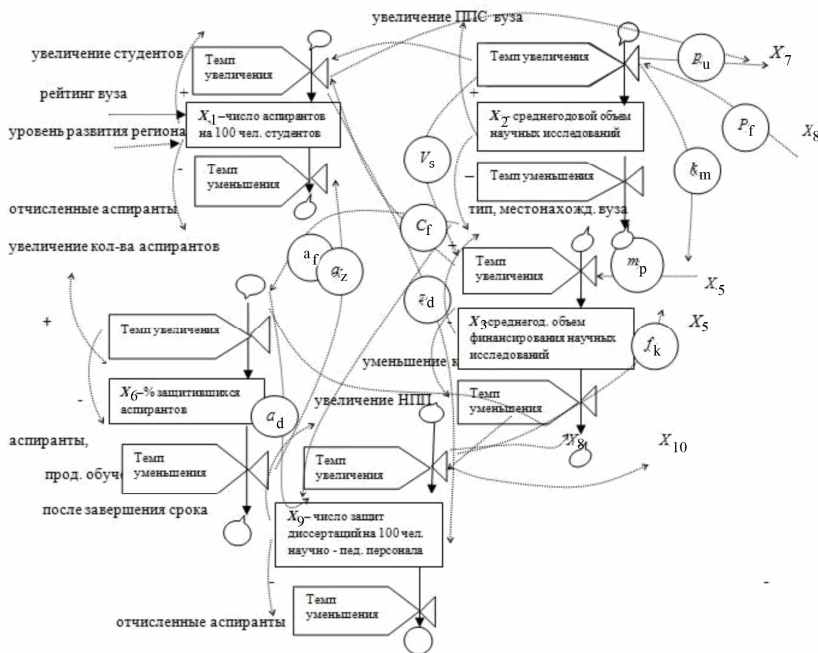 увеличение ППС вуза
увеличение студентов
Темп
увеличения
Темп увеличения
p u
X7
рейтинг вуза
+
+
X1–число аспирантов
на 100 чел. студентов
X2 среднегодовой объем
научных исследований
Pf
X8
уровень развития региона
Vs
-
Темп
уменьшения
–
Темп уменьшения
km
отчисленные аспиранты
тип, местонахожд. вуза
Cf
увеличение кол-ва аспирантов
af
αz
+
Темп
увеличения
mp
X5
zd
+
Темп увеличения
-
X3среднегод. объем
финансирования научных
исследований
X5
fk
уменьшение к
-
X6–% защитившихся
аспирантов
ad
увеличение НПП
Темп
уменьшения
аспиранты,
X8
X10
прод. обуче
Темп
уменьшения
Темп
увеличения
после завершения срока
X9– число защит
диссертаций на 100 чел.
научно - пед. персонала
-
-
Темп
уменьшения
отчисленные аспиранты